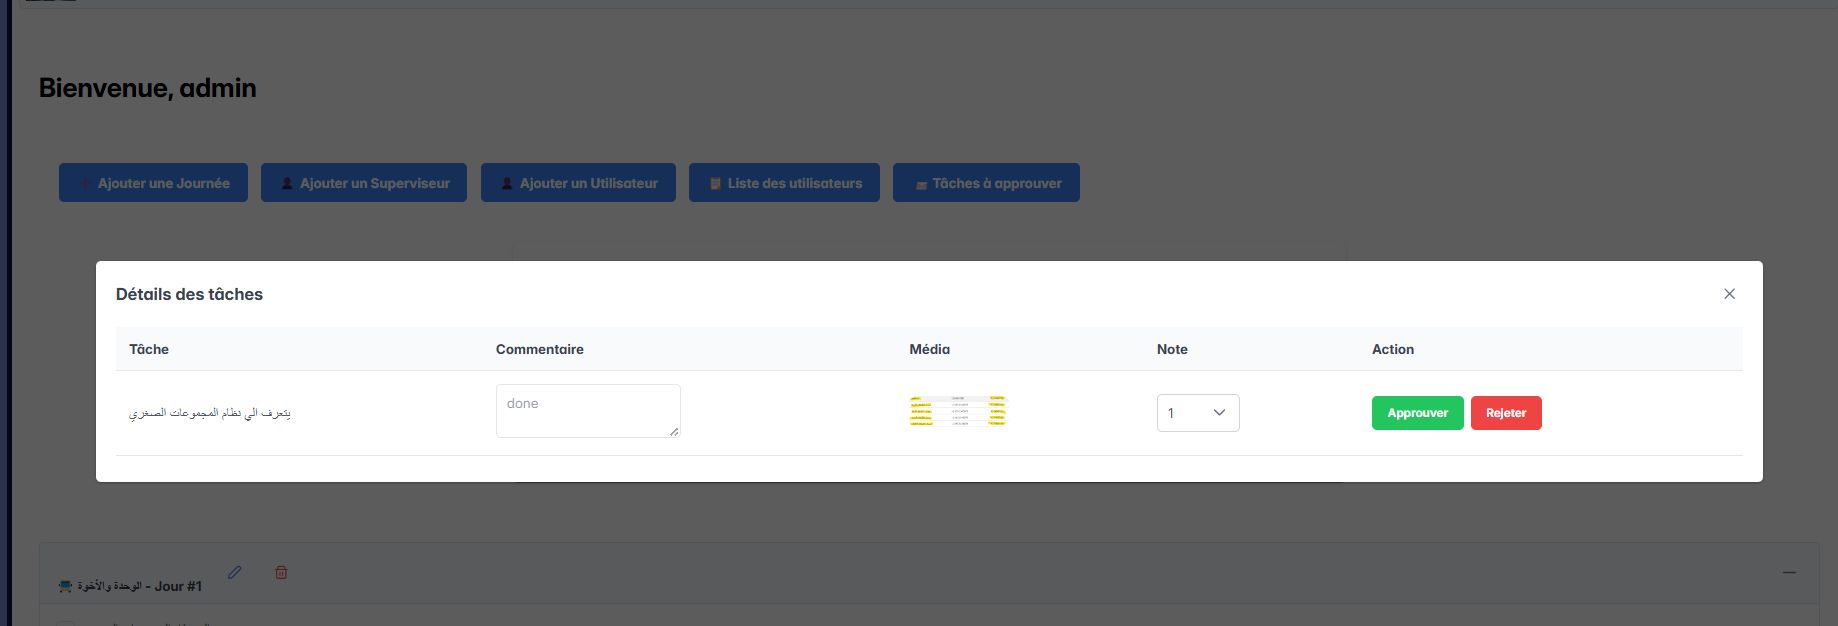 Bienvenue, admin
Ajouter une Journée
Ajouter un Superviseur
Ajouter un Utilisateur
Liste des utilisateurs
Tâches à approuver
Détails des tâches
Tâche Commentaire Média Note Action
يتعرف الي نظام المجموعات الصغري done 1 Approuver Rejeter
الوحدة والأخوة - Jour #1